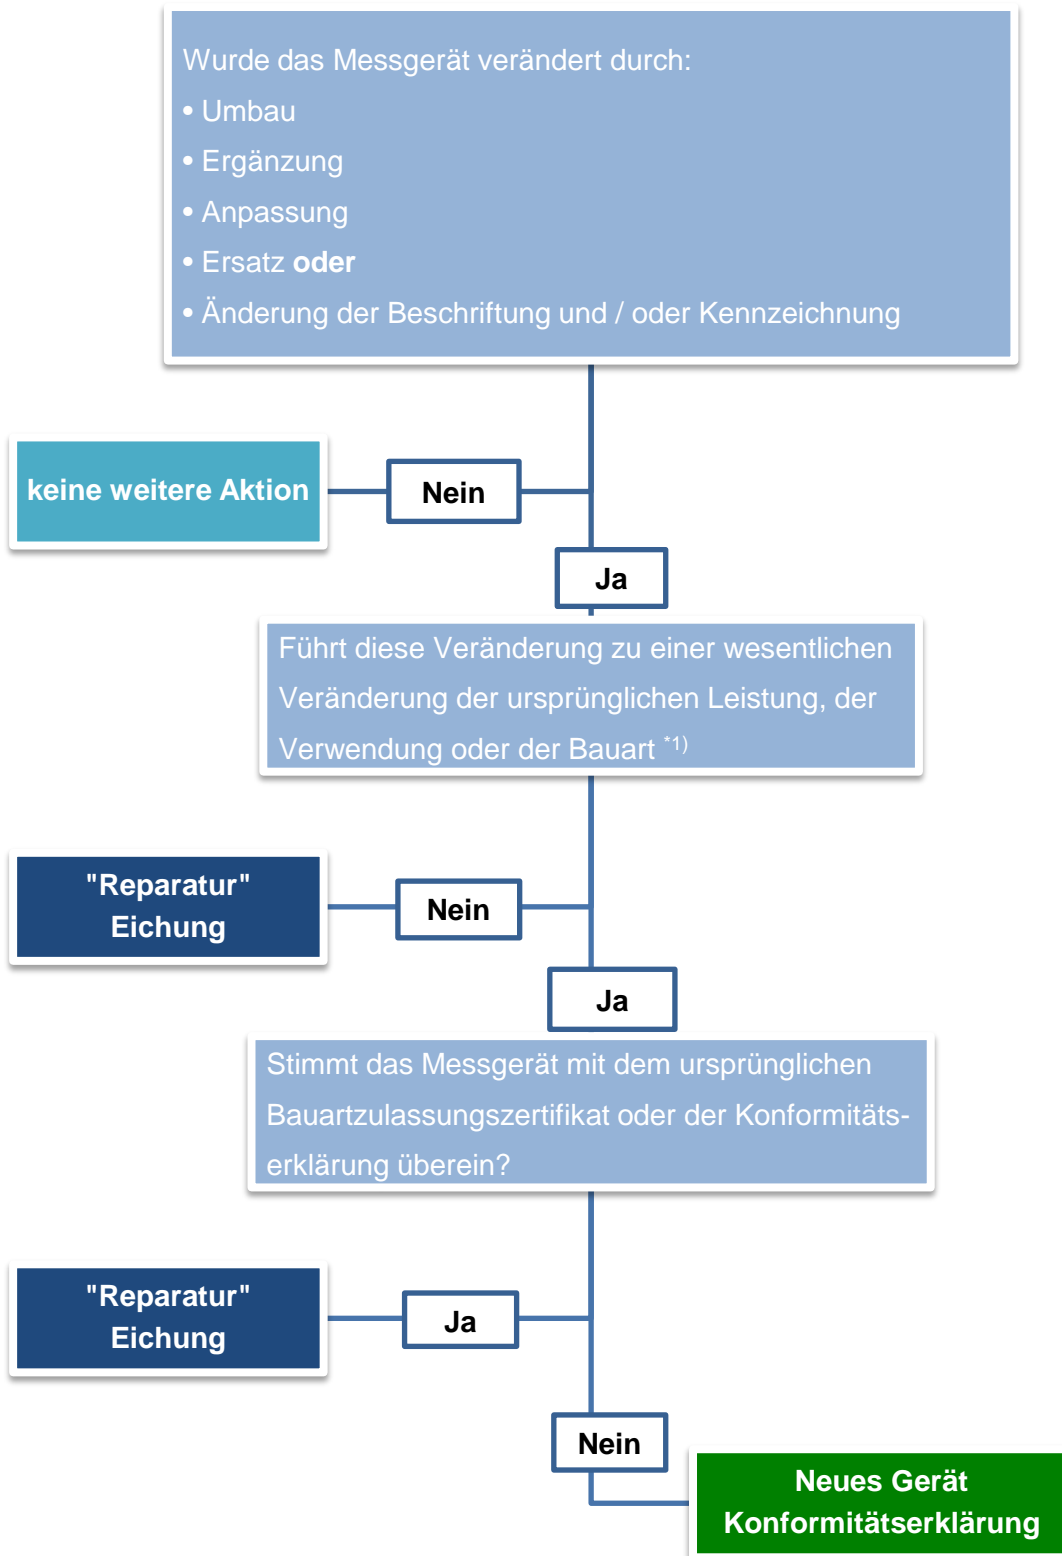 Wurde das Messgerät verändert durch:
• Umbau
• Ergänzung
• Anpassung
• Ersatz oder
• Änderung der Beschriftung und / oder Kennzeichnung
keine weitere Aktion
Nein
Ja
Führt diese Veränderung zu einer wesentlichen
Veränderung der ursprünglichen Leistung, der
Verwendung oder der Bauart *1)
"Reparatur"
Eichung
Nein
Ja
Stimmt das Messgerät mit dem ursprünglichen
Bauartzulassungszertifikat oder der Konformitäts-
erklärung überein?
"Reparatur"
Eichung
Ja
Nein
Neues Gerät
Konformitätserklärung